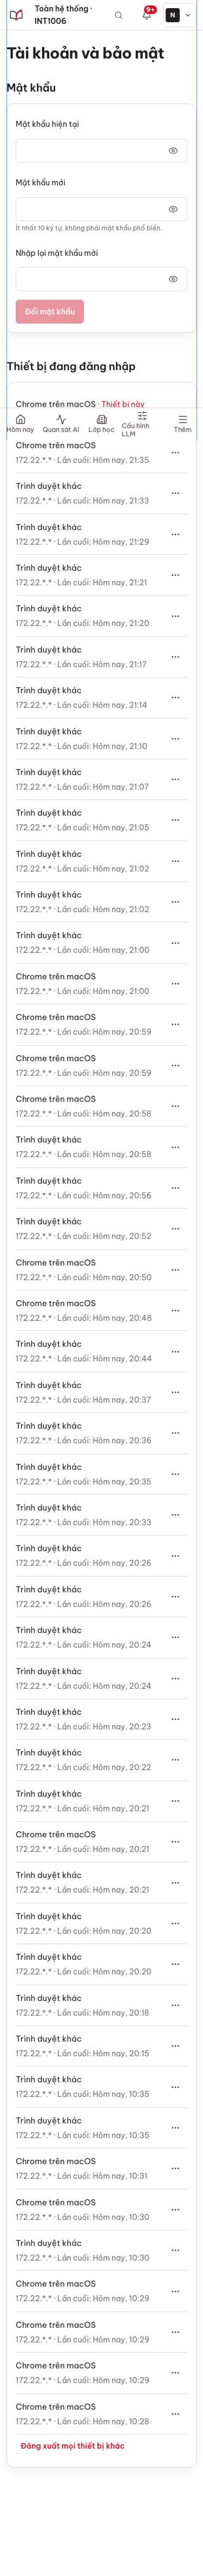 Toàn hệ thống ·
INT1006
9+
N
Tài khoản và bảo mật
Mật khẩu
Mật khẩu hiện tại
Mật khẩu mới
Ít nhất 10 ký tự, không phải mật khẩu phổ biến.
Nhập lại mật khẩu mới
Đổi mật khẩu
Thiết bị đang đăng nhập
Chrome trên macOS · Thiết bị này
Hôm nay
Quan sát AI
Lớp học
Cấu hình
LLM
Thêm
Chrome trên macOS
172.22.*.* · Lần cuối: Hôm nay, 21:35
Trình duyệt khác
172.22.*.* · Lần cuối: Hôm nay, 21:33
Trình duyệt khác
172.22.*.* · Lần cuối: Hôm nay, 21:29
Trình duyệt khác
172.22.*.* · Lần cuối: Hôm nay, 21:21
Trình duyệt khác
172.22.*.* · Lần cuối: Hôm nay, 21:20
Trình duyệt khác
172.22.*.* · Lần cuối: Hôm nay, 21:17
Trình duyệt khác
172.22.*.* · Lần cuối: Hôm nay, 21:14
Trình duyệt khác
172.22.*.* · Lần cuối: Hôm nay, 21:10
Trình duyệt khác
172.22.*.* · Lần cuối: Hôm nay, 21:07
Trình duyệt khác
172.22.*.* · Lần cuối: Hôm nay, 21:05
Trình duyệt khác
172.22.*.* · Lần cuối: Hôm nay, 21:02
Trình duyệt khác
172.22.*.* · Lần cuối: Hôm nay, 21:02
Trình duyệt khác
172.22.*.* · Lần cuối: Hôm nay, 21:00
Chrome trên macOS
172.22.*.* · Lần cuối: Hôm nay, 21:00
Chrome trên macOS
172.22.*.* · Lần cuối: Hôm nay, 20:59
Chrome trên macOS
172.22.*.* · Lần cuối: Hôm nay, 20:59
Chrome trên macOS
172.22.*.* · Lần cuối: Hôm nay, 20:58
Trình duyệt khác
172.22.*.* · Lần cuối: Hôm nay, 20:58
Trình duyệt khác
172.22.*.* · Lần cuối: Hôm nay, 20:56
Trình duyệt khác
172.22.*.* · Lần cuối: Hôm nay, 20:52
Chrome trên macOS
172.22.*.* · Lần cuối: Hôm nay, 20:50
Chrome trên macOS
172.22.*.* · Lần cuối: Hôm nay, 20:48
Trình duyệt khác
172.22.*.* · Lần cuối: Hôm nay, 20:44
Trình duyệt khác
172.22.*.* · Lần cuối: Hôm nay, 20:37
Trình duyệt khác
172.22.*.* · Lần cuối: Hôm nay, 20:36
Trình duyệt khác
172.22.*.* · Lần cuối: Hôm nay, 20:35
Trình duyệt khác
172.22.*.* · Lần cuối: Hôm nay, 20:33
Trình duyệt khác
172.22.*.* · Lần cuối: Hôm nay, 20:26
Trình duyệt khác
172.22.*.* · Lần cuối: Hôm nay, 20:26
Trình duyệt khác
172.22.*.* · Lần cuối: Hôm nay, 20:24
Trình duyệt khác
172.22.*.* · Lần cuối: Hôm nay, 20:24
Trình duyệt khác
172.22.*.* · Lần cuối: Hôm nay, 20:23
Trình duyệt khác
172.22.*.* · Lần cuối: Hôm nay, 20:22
Trình duyệt khác
172.22.*.* · Lần cuối: Hôm nay, 20:21
Chrome trên macOS
172.22.*.* · Lần cuối: Hôm nay, 20:21
Trình duyệt khác
172.22.*.* · Lần cuối: Hôm nay, 20:21
Trình duyệt khác
172.22.*.* · Lần cuối: Hôm nay, 20:20
Trình duyệt khác
172.22.*.* · Lần cuối: Hôm nay, 20:20
Trình duyệt khác
172.22.*.* · Lần cuối: Hôm nay, 20:18
Trình duyệt khác
172.22.*.* · Lần cuối: Hôm nay, 20:15
Trình duyệt khác
172.22.*.* · Lần cuối: Hôm nay, 10:35
Trình duyệt khác
172.22.*.* · Lần cuối: Hôm nay, 10:35
Chrome trên macOS
172.22.*.* · Lần cuối: Hôm nay, 10:31
Chrome trên macOS
172.22.*.* · Lần cuối: Hôm nay, 10:30
Trình duyệt khác
172.22.*.* · Lần cuối: Hôm nay, 10:30
Chrome trên macOS
172.22.*.* · Lần cuối: Hôm nay, 10:29
Chrome trên macOS
172.22.*.* · Lần cuối: Hôm nay, 10:29
Chrome trên macOS
172.22.*.* · Lần cuối: Hôm nay, 10:29
Chrome trên macOS
172.22.*.* · Lần cuối: Hôm nay, 10:28
Đăng xuất mọi thiết bị khác